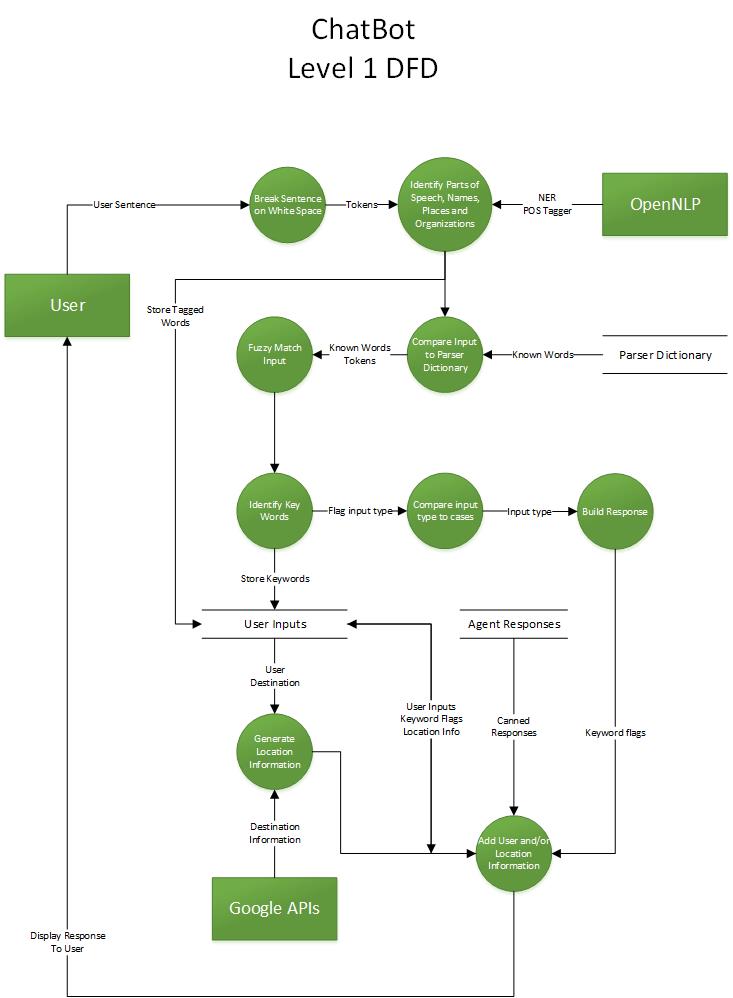 ChatBot
Level 1 DFD
Break Sentence
on White Space
Identify Parts of
Speech, Names,
Places and
Organizations
OpenNLP
User Sentence
Tokens
NER
POS Tagger
User
Store Tagged
Words
Fuzzy Match
Input
Known Words
Tokens
Compare Input
to Parser
Dictionary
Known Words
Parser Dictionary
Identify Key
Words
Flag input type
Compare input
type to cases
Input type
Build Response
Store Keywords
User Inputs
Agent Responses
User
Destination
User Inputs
Keyword Flags
Location Info
Canned
Responses
Keyword flags
Generate
Location
Information
Destination
Information
Add User and/or
Location
Information
Google APIs
Display Response
To User